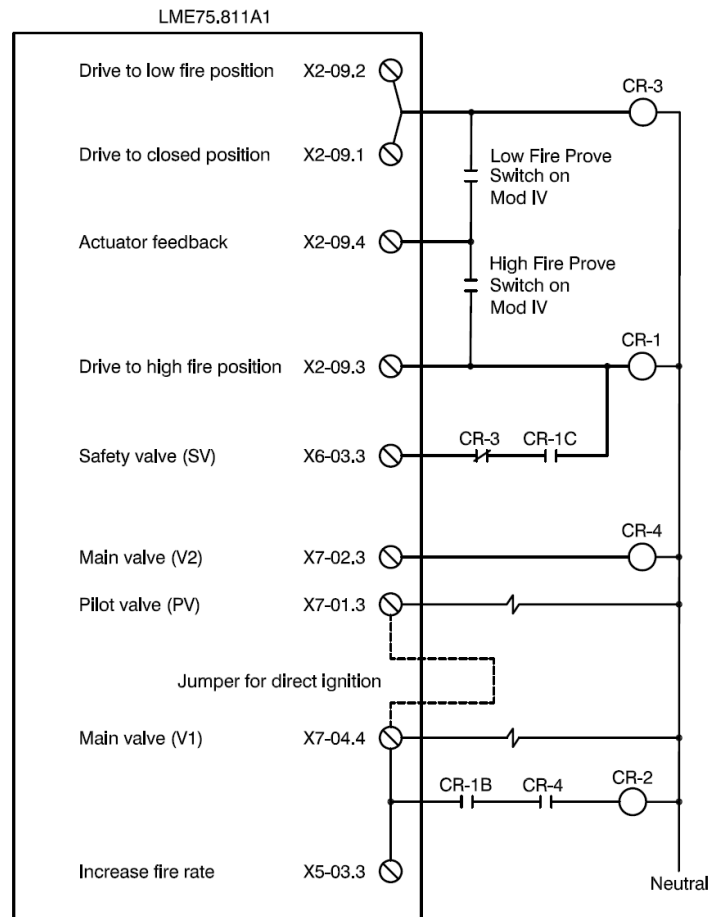 LME75.811A1
Drive to low fire position X2-09.2
CR-3
Drive to closed position X2-09.1
Low Fire Prove
Switch on
Mod IV
Actuator feedback X2-09.4
High Fire Prove
Switch on
Mod IV
CR-1
Drive to high fire position X2-09.3
CR-3 CR-1C
Safety valve (SV) X6-03.3
CR-4
Main valve (V2) X7-02.3
Pilot valve (PV) X7-01.3
Jumper for direct ignition
Main valve (V1) X7-04.4
CR-1B CR-4 CR-2
Increase fire rate X5-03.3
Neutral